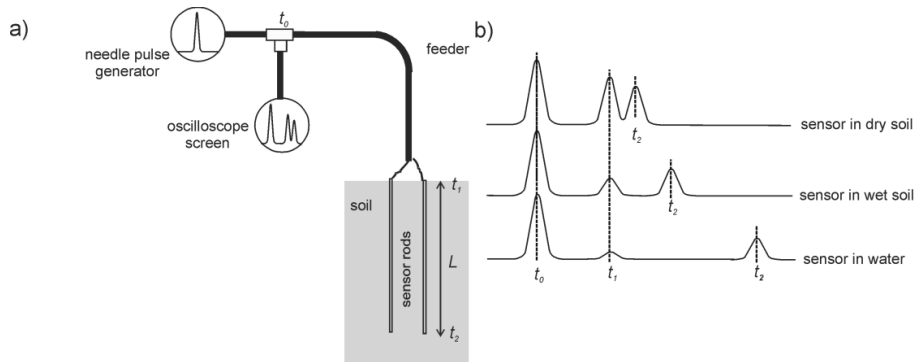 a)
t0
needle pulse
generator
feeder
oscilloscope
screen
t1
soil
sensor rods
L
t2
b)
t2
sensor in dry soil
t2
sensor in wet soil
t0
t1
t2
sensor in water